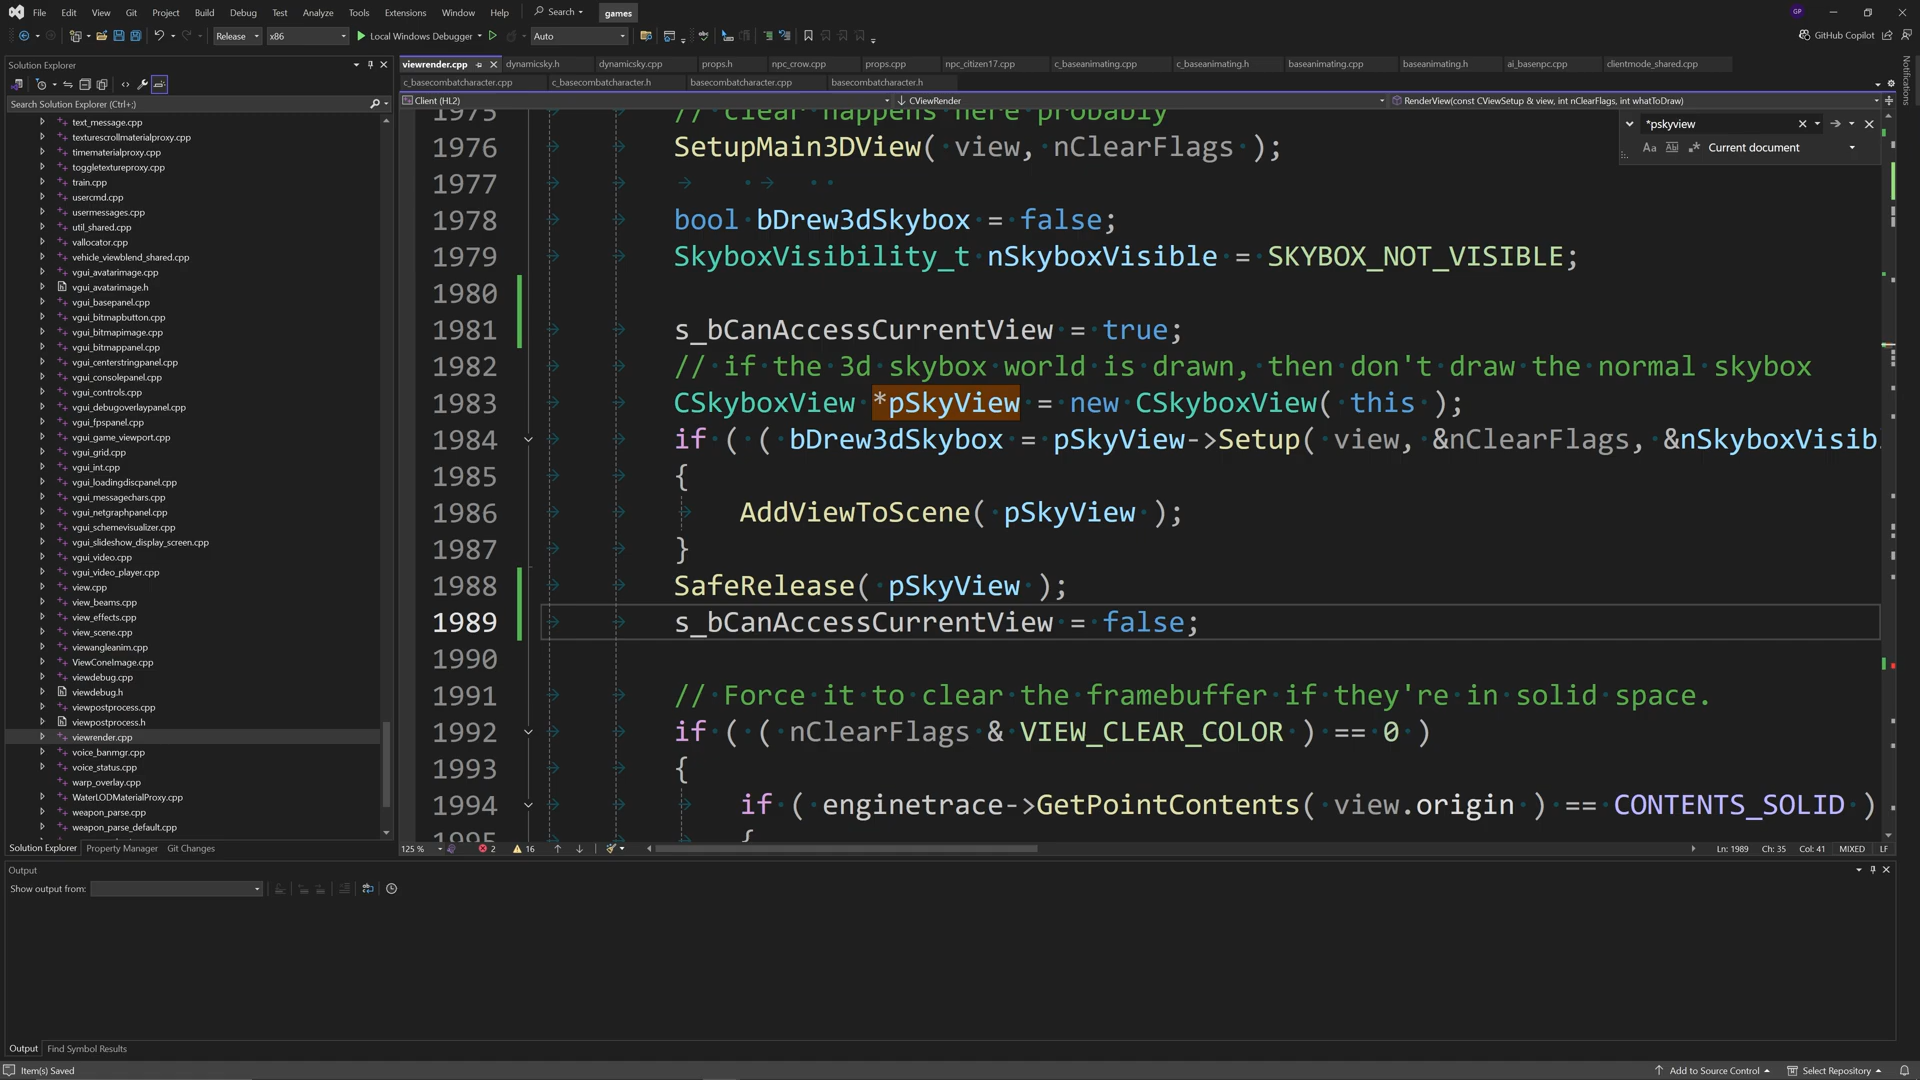 File Edit View Git Project Build Debug Test Analyze Tools Extensions Window Help Search games GP
Release x86 Local Windows Debugger Auto GitHub Copilot
Solution Explorer
Search Solution Explorer (Ctrl+;)
text_message.cpp
texturescrollmaterialproxy.cpp
timematerialproxy.cpp
toggletextureproxy.cpp
train.cpp
usercmd.cpp
usermessages.cpp
util_shared.cpp
vallocator.cpp
vehicle_viewblend_shared.cpp
vgui_avatarimage.cpp
vgui_avatarimage.h
vgui_basepanel.cpp
vgui_bitmapbutton.cpp
vgui_bitmapimage.cpp
vgui_bitmappanel.cpp
vgui_centerstringpanel.cpp
vgui_consolepanel.cpp
vgui_controls.cpp
vgui_debugoverlaypanel.cpp
vgui_fpspanel.cpp
vgui_game_viewport.cpp
vgui_grid.cpp
vgui_int.cpp
vgui_loadingdiscpanel.cpp
vgui_messagechars.cpp
vgui_netgraphpanel.cpp
vgui_schemevisualizer.cpp
vgui_slideshow_display_screen.cpp
vgui_video.cpp
vgui_video_player.cpp
view.cpp
view_beams.cpp
view_effects.cpp
view_scene.cpp
viewangleanim.cpp
ViewConeImage.cpp
viewdebug.cpp
viewdebug.h
viewpostprocess.cpp
viewpostprocess.h
viewrender.cpp
voice_banmgr.cpp
voice_status.cpp
warp_overlay.cpp
WaterLODMaterialProxy.cpp
weapon_parse.cpp
weapon_parse_default.cpp
Solution Explorer Property Manager Git Changes
viewrender.cpp dynamicsky.h dynamicsky.cpp props.h npc_crow.cpp props.cpp npc_citizen17.cpp c_baseanimating.cpp c_baseanimating.h baseanimating.cpp baseanimating.h ai_basenpc.cpp clientmode_shared.cpp
c_basecombatcharacter.cpp c_basecombatcharacter.h basecombatcharacter.cpp basecombatcharacter.h
Client (HL2) CViewRender RenderView(const CViewSetup & view, int nClearFlags, int whatToDraw)
*pskyview
Aa Current document
Notifications
1975 // clear happens here probably
1976 SetupMain3DView( view, nClearFlags );
1977
1978 bool bDrew3dSkybox = false;
1979 SkyboxVisibility_t nSkyboxVisible = SKYBOX_NOT_VISIBLE;
1980
1981 s_bCanAccessCurrentView = true;
1982 // if the 3d skybox world is drawn, then don't draw the normal skybox
1983 CSkyboxView *pSkyView = new CSkyboxView( this );
1984 if ( ( bDrew3dSkybox = pSkyView->Setup( view, &nClearFlags, &nSkyboxVisib
1985 {
1986 AddViewToScene( pSkyView );
1987 }
1988 SafeRelease( pSkyView );
1989 s_bCanAccessCurrentView = false;
1990
1991 // Force it to clear the framebuffer if they're in solid space.
1992 if ( ( nClearFlags & VIEW_CLEAR_COLOR ) == 0 )
1993 {
1994 if ( enginetrace->GetPointContents( view.origin ) == CONTENTS_SOLID )
1995 {
125 % 2 16 Ln: 1989 Ch: 35 Col: 41 MIXED LF
Output
Show output from:
Output Find Symbol Results
Item(s) Saved Add to Source Control Select Repository